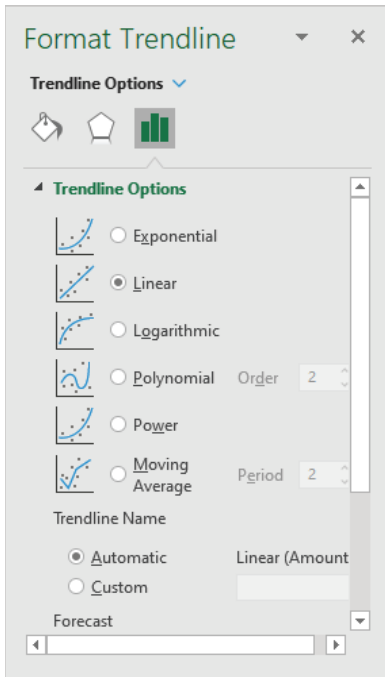 Format Trendline
Trendline Options
Trendline Options
Exponential
Linear
Logarithmic
Polynomial Order 2
Power
Moving
Average Period 2
Trendline Name
Automatic Linear (Amount
Custom
Forecast